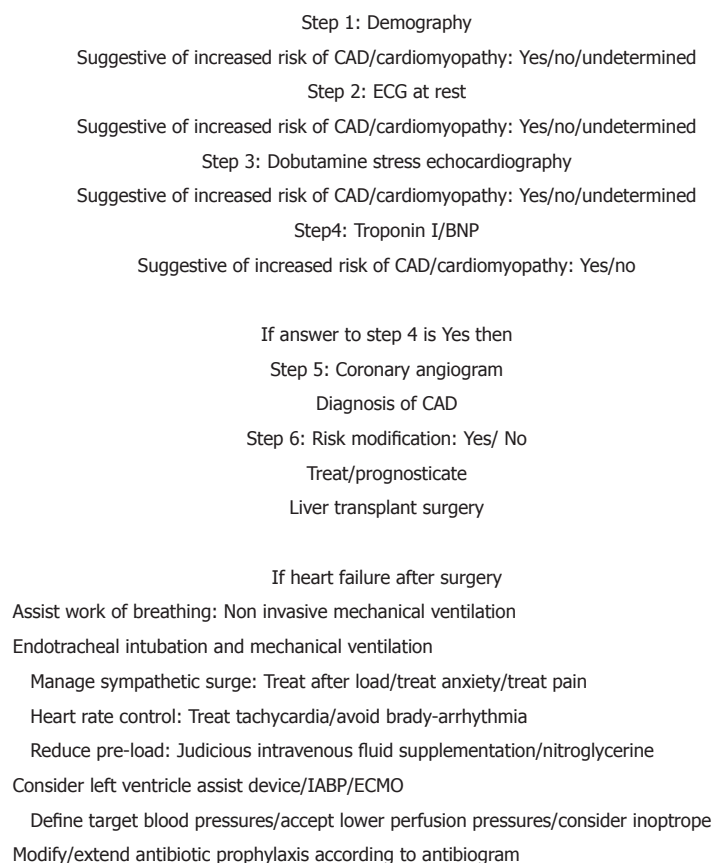 Step 1: Demography
Suggestive of increased risk of CAD/cardiomyopathy: Yes/no/undetermined
Step 2: ECG at rest
Suggestive of increased risk of CAD/cardiomyopathy: Yes/no/undetermined
Step 3: Dobutamine stress echocardiography
Suggestive of increased risk of CAD/cardiomyopathy: Yes/no/undetermined
Step4: Troponin I/BNP
Suggestive of increased risk of CAD/cardiomyopathy: Yes/no
If answer to step 4 is Yes then
Step 5: Coronary angiogram
Diagnosis of CAD
Step 6: Risk modification: Yes/ No
Treat/prognosticate
Liver transplant surgery
If heart failure after surgery
Assist work of breathing: Non invasive mechanical ventilation
Endotracheal intubation and mechanical ventilation
Manage sympathetic surge: Treat after load/treat anxiety/treat pain
Heart rate control: Treat tachycardia/avoid brady-arrhythmia
Reduce pre-load: Judicious intravenous fluid supplementation/nitroglycerine
Consider left ventricle assist device/IABP/ECMO
Define target blood pressures/accept lower perfusion pressures/consider inoptrope
Modify/extend antibiotic prophylaxis according to antibiogram